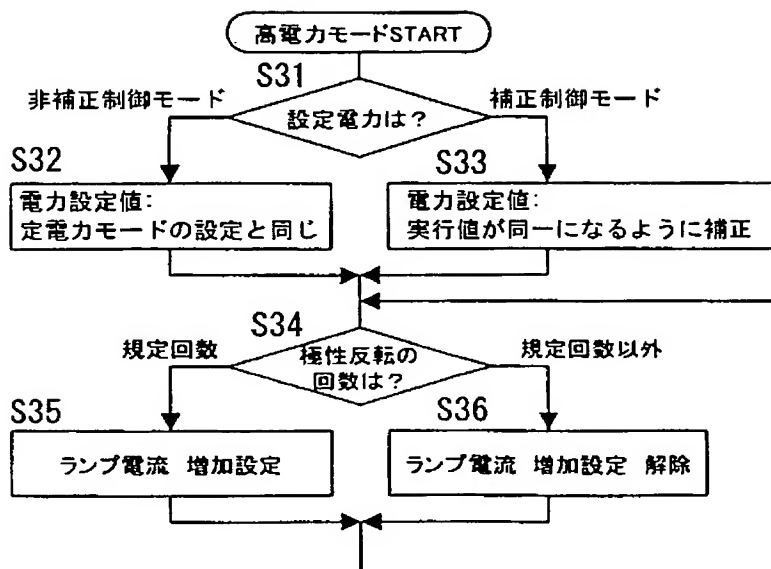 高電力モードSTART
S31
非補正制御モード
設定電力は?
補正制御モード
S32
電力設定値:
定電力モードの設定と同じ
S33
電力設定値:
実行値が同一になるように補正
S34
規定回数
極性反転の
回数は?
規定回数以外
S35
ランプ電流 増加設定
S36
ランプ電流 増加設定 解除